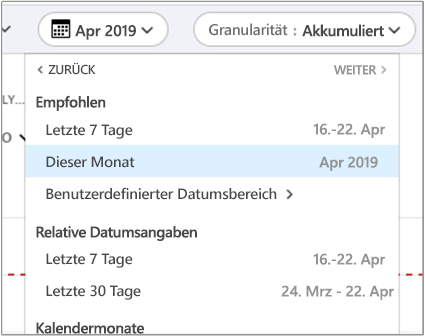 Apr 2019 Granularität : Akkumuliert
ZURÜCK WEITER
LY...
Empfohlen
Letzte 7 Tage 16.-22. Apr
O
Dieser Monat Apr 2019
Benutzerdefinierter Datumsbereich
Relative Datumsangaben
Letzte 7 Tage 16.-22. Apr
Letzte 30 Tage 24. Mrz - 22. Apr
Kalendermonate